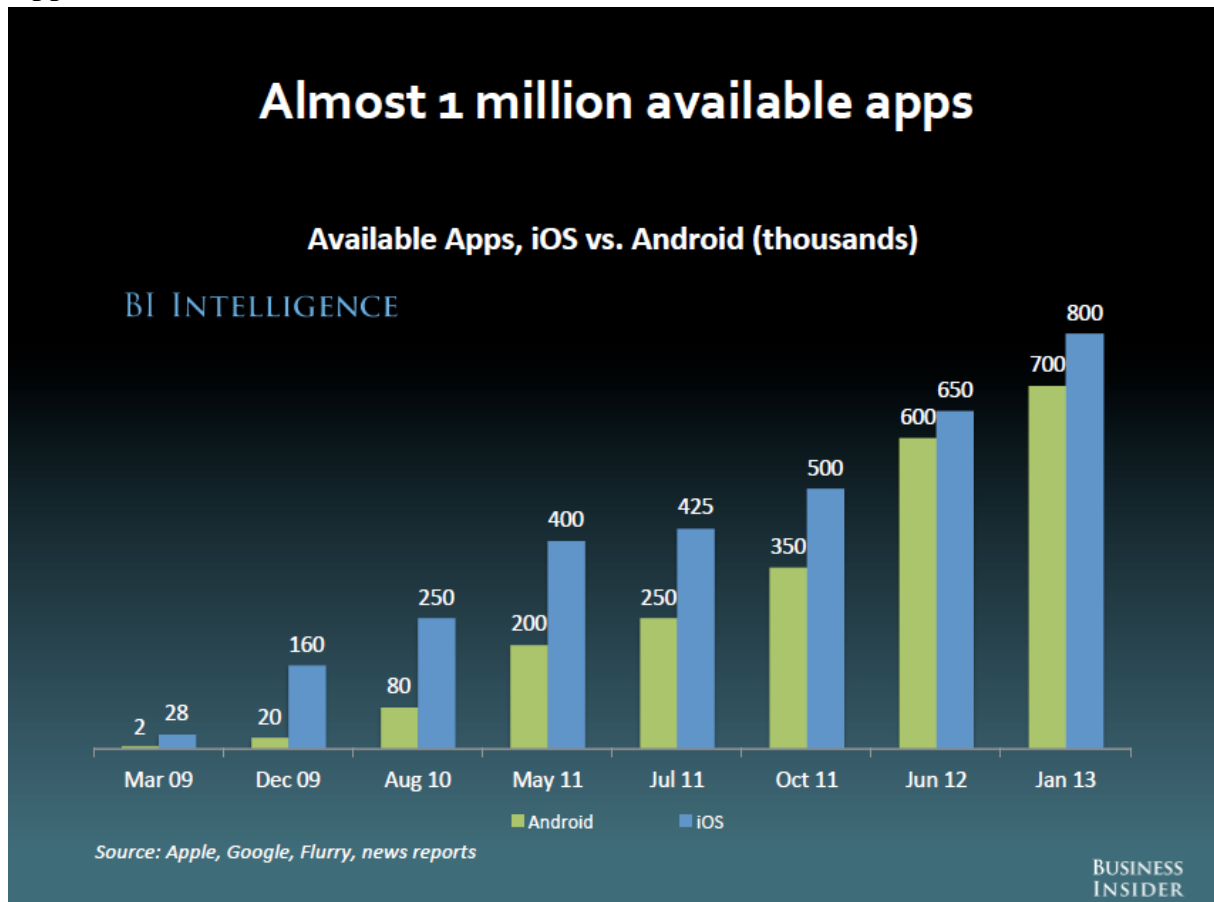 Almost 1 million available apps
Available Apps, iOS vs. Android (thousands)
BI INTELLIGENCE
2 28 20 160 80 250 200 400 250 425 350 500 600 650 700 800
Mar 09 Dec 09 Aug 10 May 11 Jul 11 Oct 11 Jun 12 Jan 13
Android iOS
Source: Apple, Google, Flurry, news reports
BUSINESS
INSIDER